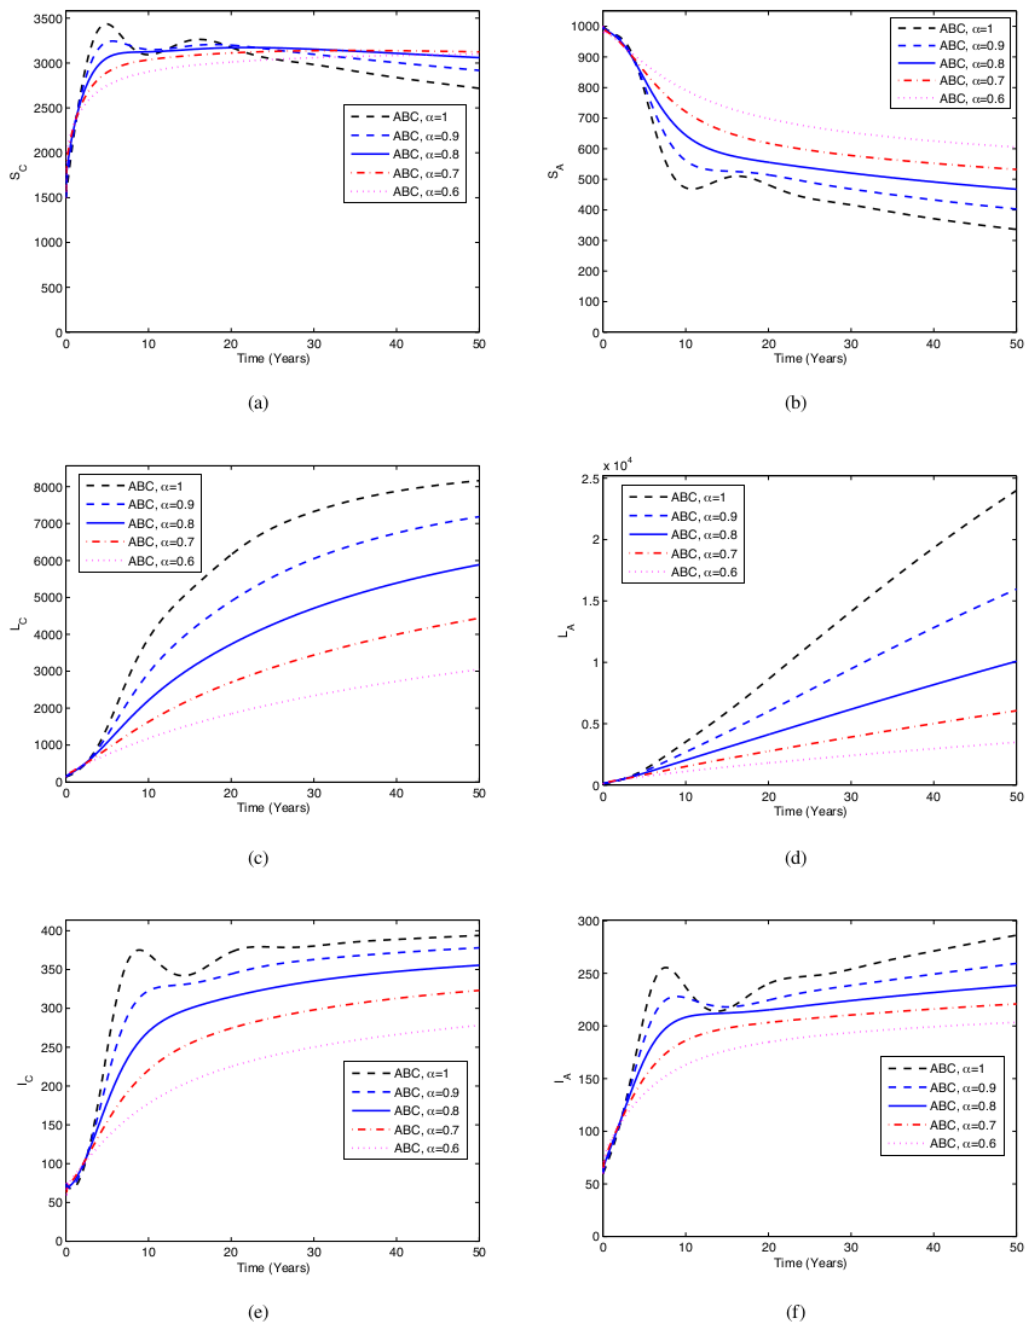 3500
3000
2500
2000
1500
1000
500
0
S_C
0 10 20 30 40 50
Time (Years)
ABC, α=1
ABC, α=0.9
ABC, α=0.8
ABC, α=0.7
ABC, α=0.6
(a)
1000
900
800
700
600
500
400
300
200
100
0
S_A
0 10 20 30 40 50
Time (Years)
ABC, α=1
ABC, α=0.9
ABC, α=0.8
ABC, α=0.7
ABC, α=0.6
(b)
8000
7000
6000
5000
4000
3000
2000
1000
0
L_C
0 10 20 30 40 50
Time (Years)
ABC, α=1
ABC, α=0.9
ABC, α=0.8
ABC, α=0.7
ABC, α=0.6
(c)
x 10^4
2.5
2
1.5
1
0.5
0
L_A
0 10 20 30 40 50
Time (Years)
ABC, α=1
ABC, α=0.9
ABC, α=0.8
ABC, α=0.7
ABC, α=0.6
(d)
400
350
300
250
200
150
100
50
0
I_C
0 10 20 30 40 50
Time (Years)
ABC, α=1
ABC, α=0.9
ABC, α=0.8
ABC, α=0.7
ABC, α=0.6
(e)
300
250
200
150
100
50
0
I_A
0 10 20 30 40 50
Time (Years)
ABC, α=1
ABC, α=0.9
ABC, α=0.8
ABC, α=0.7
ABC, α=0.6
(f)